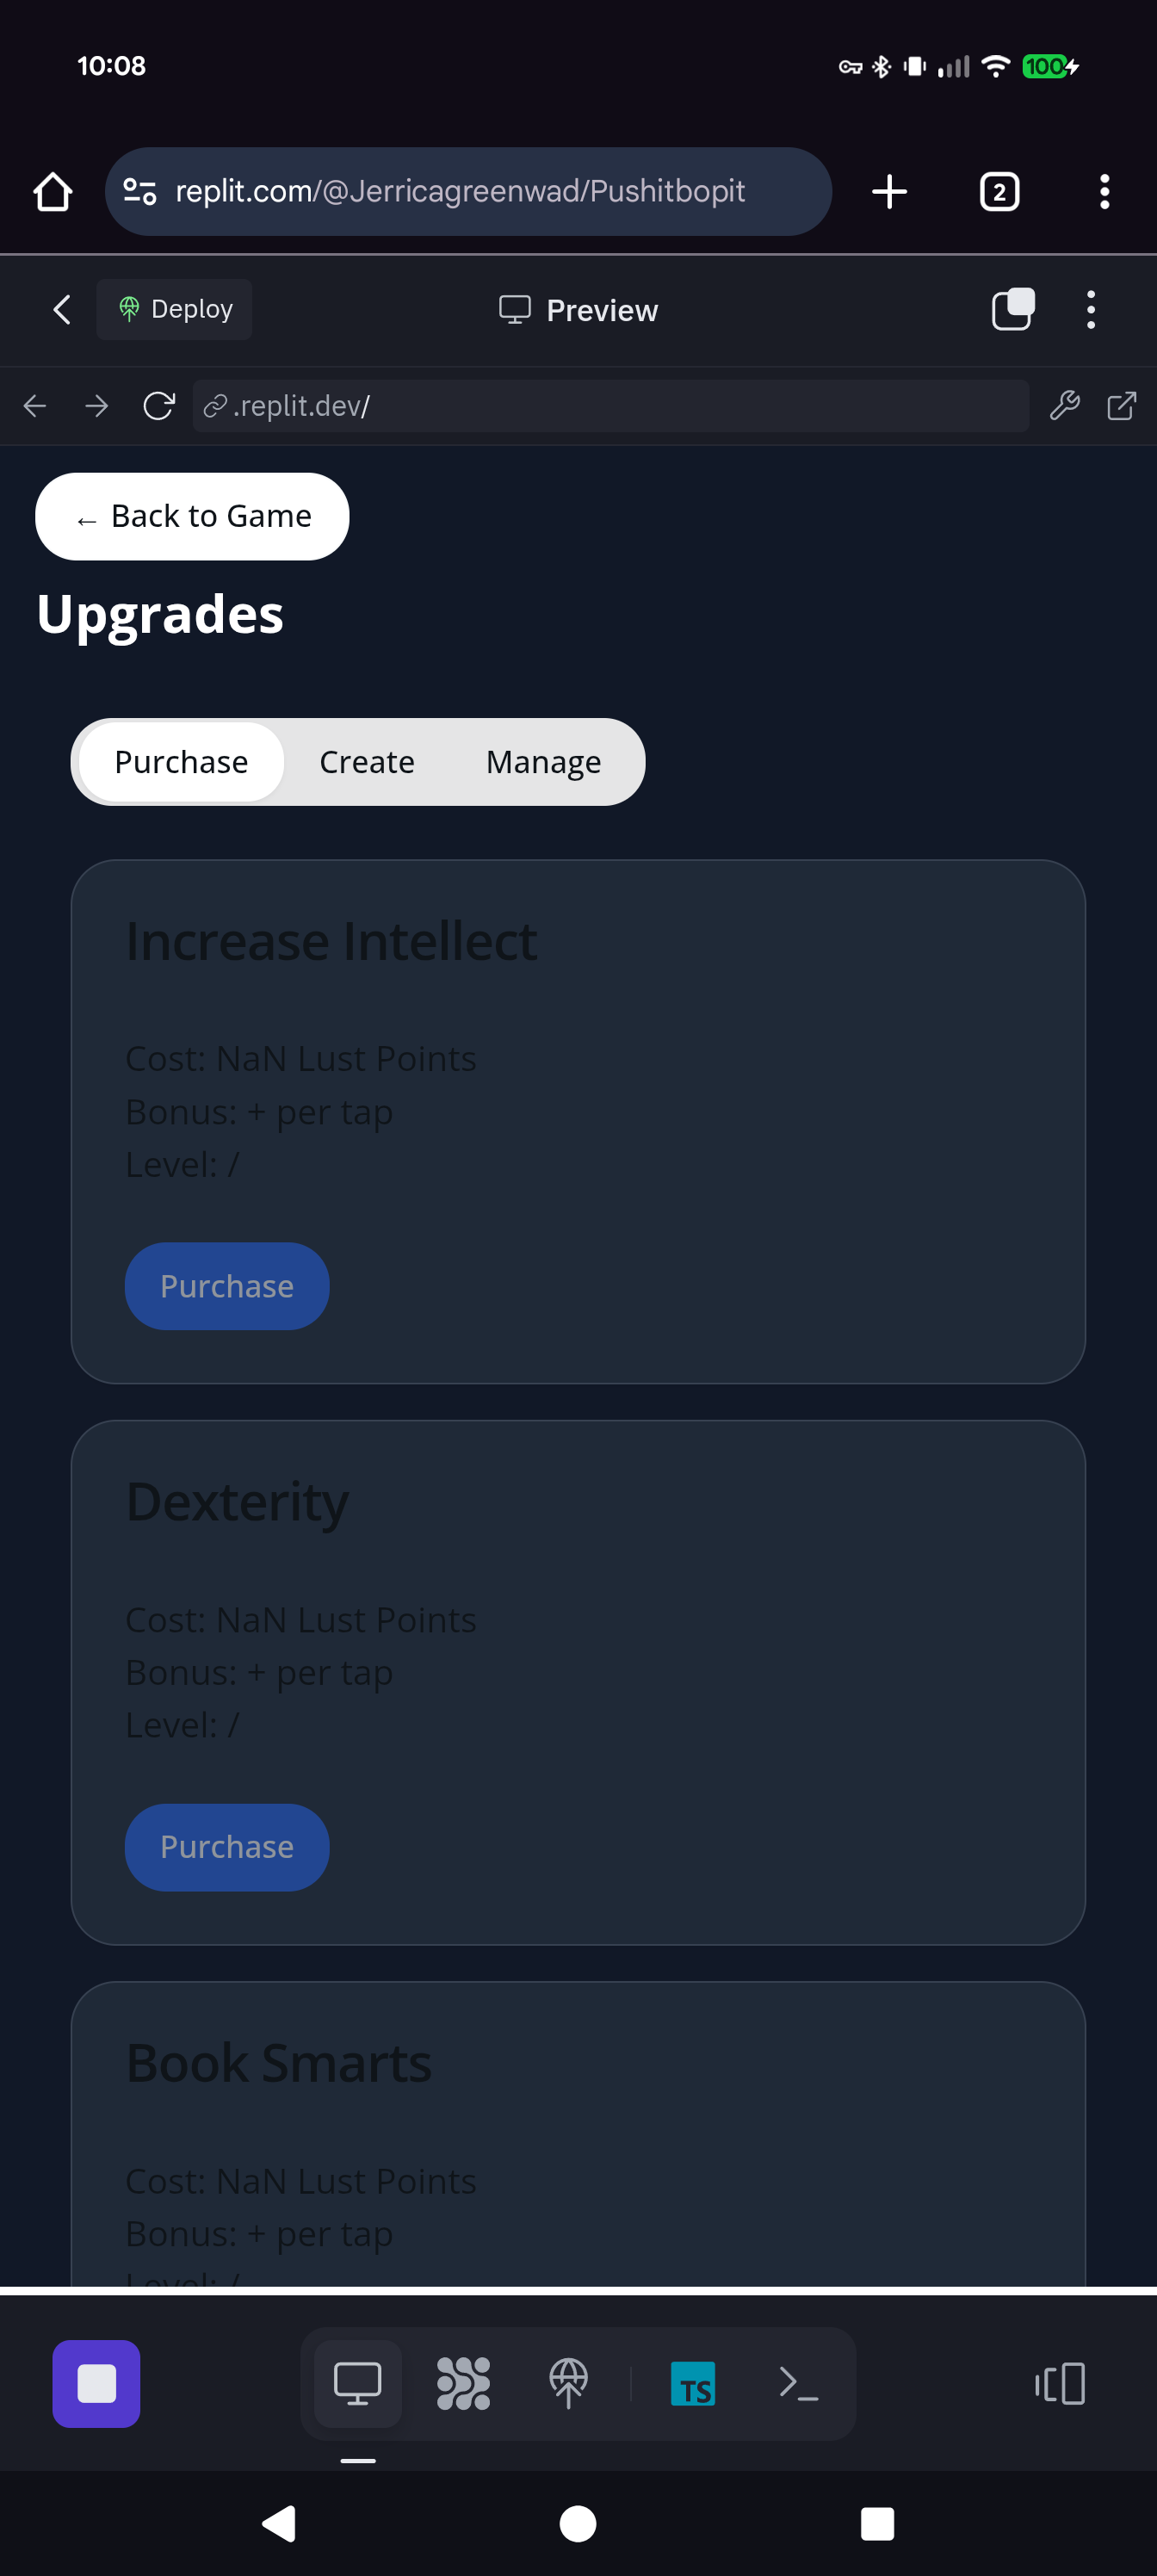 10:08
100
replit.com/@Jerricagreenwad/Pushitbopit
2
Deploy
Preview
.replit.dev/
← Back to Game
Upgrades
Purchase Create Manage
Increase Intellect
Cost: NaN Lust Points
Bonus: + per tap
Level: /
Purchase
Dexterity
Cost: NaN Lust Points
Bonus: + per tap
Level: /
Purchase
Book Smarts
Cost: NaN Lust Points
Bonus: + per tap
Level: /
TS